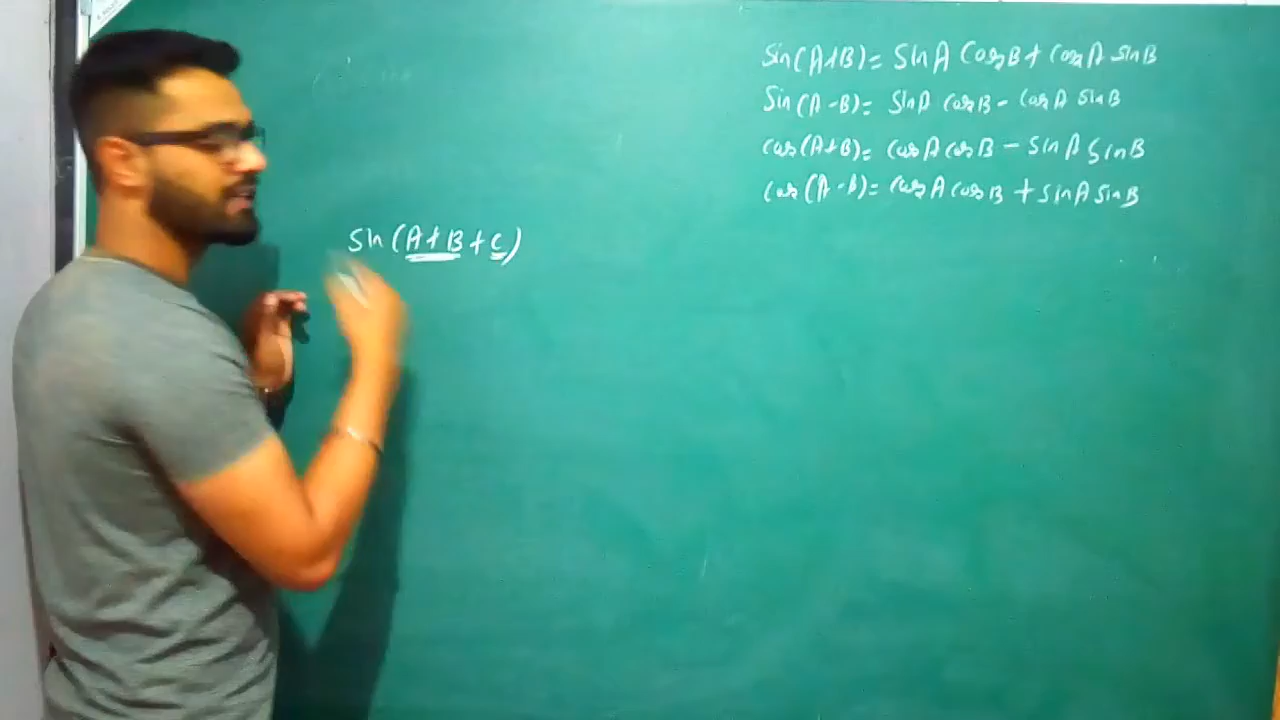 sin(A+B)= sinA cosB + cosA sinB
sin(A-B)= sinA cosB - cosA sinB
cos(A+B)= cosA cosB - sinA sinB
cos(A-B)= cosA cosB + sinA sinB
sin(A+B+C)